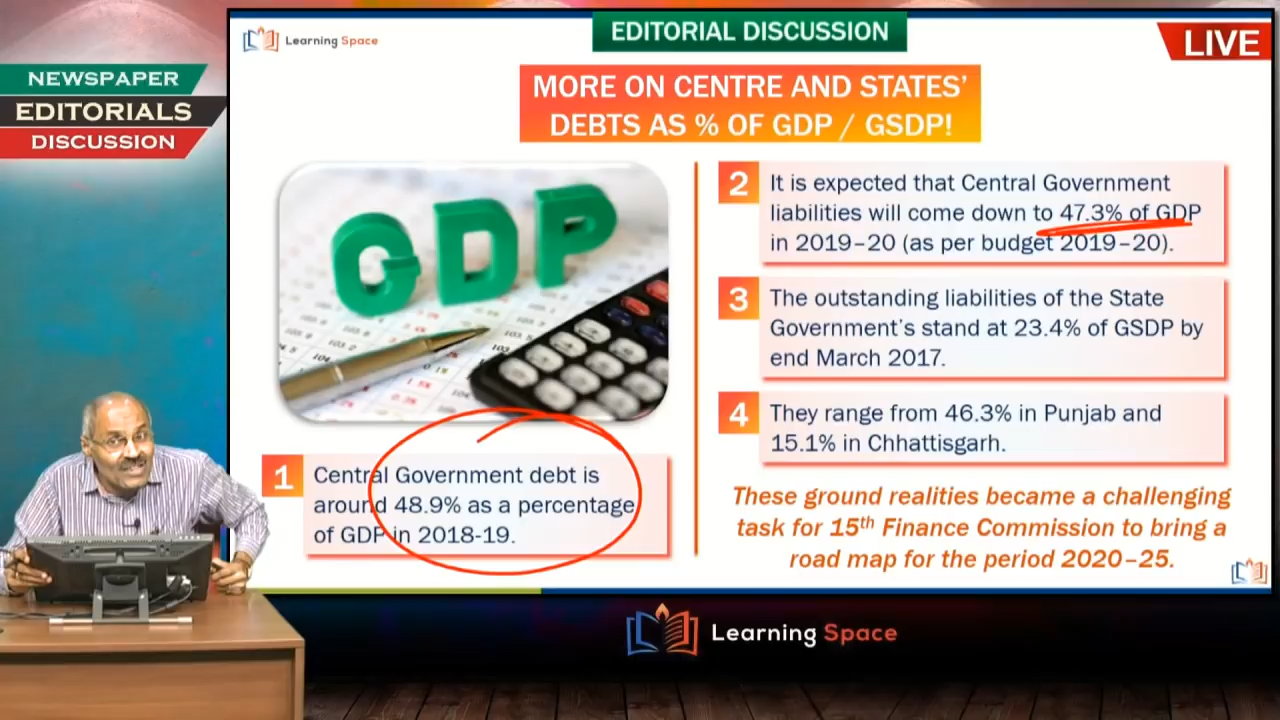 NEWSPAPER
EDITORIALS
DISCUSSION
Learning Space
EDITORIAL DISCUSSION
LIVE
MORE ON CENTRE AND STATES'
DEBTS AS % OF GDP / GSDP!
GDP
1
Central Government debt is
around 48.9% as a percentage
of GDP in 2018-19.
2
It is expected that Central Government
liabilities will come down to 47.3% of GDP
in 2019–20 (as per budget 2019–20).
3
The outstanding liabilities of the State
Government's stand at 23.4% of GSDP by
end March 2017.
4
They range from 46.3% in Punjab and
15.1% in Chhattisgarh.
These ground realities became a challenging
task for 15th Finance Commission to bring a
road map for the period 2020–25.
Learning Space